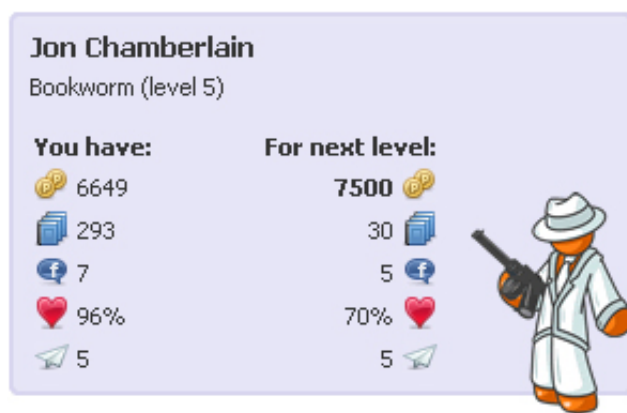 Jon Chamberlain
Bookworm (level 5)
You have: For next level:
6649 7500
293 30
7 5
96% 70%
5 5